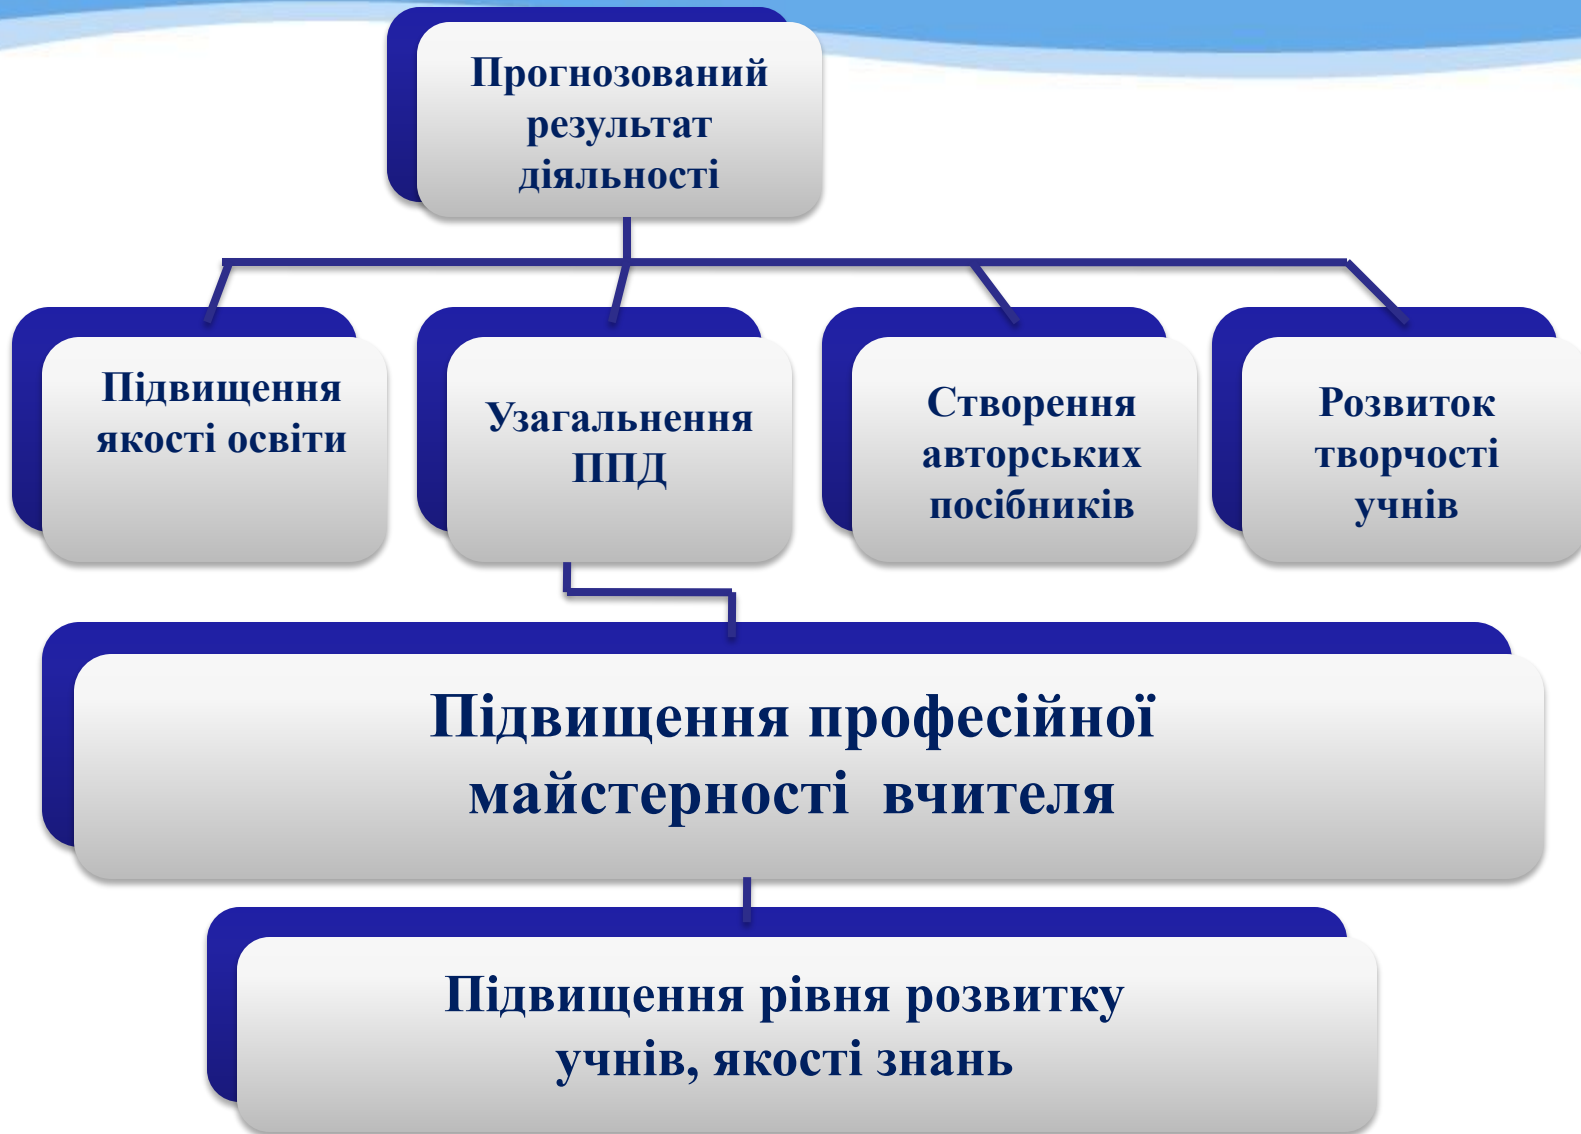 Прогнозований
результат
діяльності
Підвищення
якості освіти
Узагальнення
ППД
Створення
авторських
посібників
Розвиток
творчості
учнів
Підвищення професійної
майстерності вчителя
Підвищення рівня розвитку
учнів, якості знань